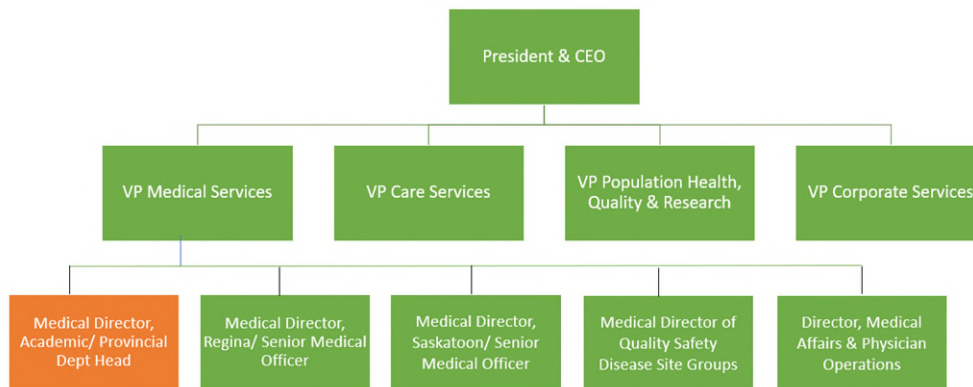 President & CEO
VP Medical Services
VP Care Services
VP Population Health,
Quality & Research
VP Corporate Services
Medical Director,
Academic/ Provincial
Dept Head
Medical Director,
Regina/ Senior Medical
Officer
Medical Director,
Saskatoon/ Senior
Medical Officer
Medical Director of
Quality Safety
Disease Site Groups
Director, Medical
Affairs & Physician
Operations